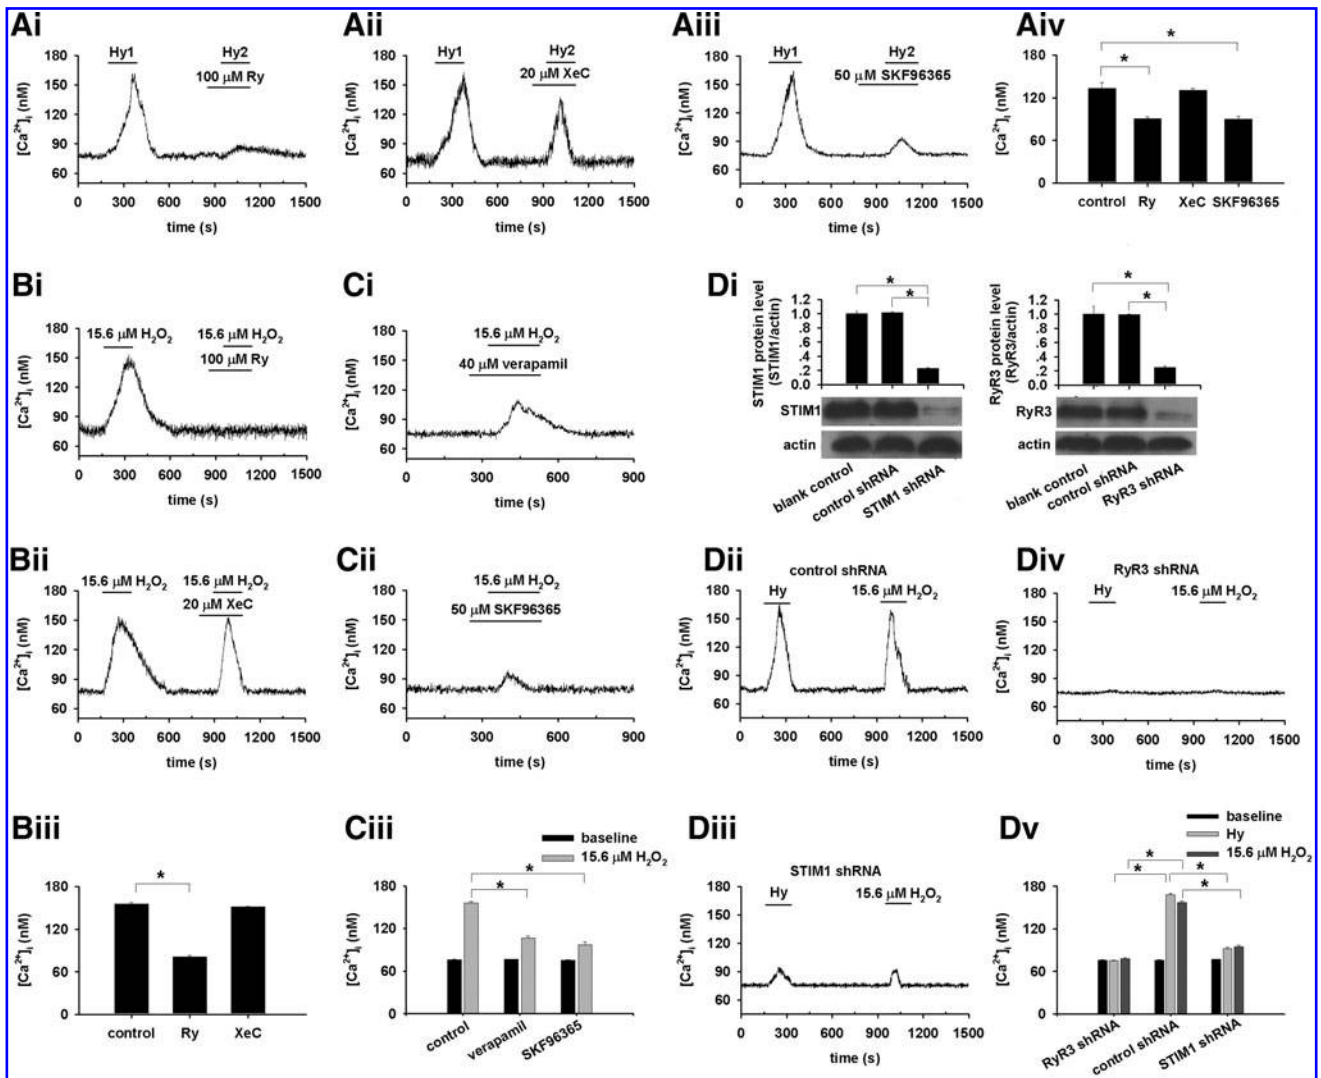 Ai
Aii
Aiii
Aiv
[Ca²⁺]ᵢ (nM)
180
150
120
90
60
Hy1
Hy2
100 μM Ry
0 300 600 900 1200 1500
time (s)
[Ca²⁺]ᵢ (nM)
180
150
120
90
60
Hy1
Hy2
20 μM XeC
0 300 600 900 1200 1500
time (s)
[Ca²⁺]ᵢ (nM)
180
150
120
90
60
Hy1
Hy2
50 μM SKF96365
0 300 600 900 1200 1500
time (s)
[Ca²⁺]ᵢ (nM)
180
120
60
0
*
*
control Ry XeC SKF96365
Bi
Ci
Di
[Ca²⁺]ᵢ (nM)
180
150
120
90
60
15.6 μM H₂O₂
15.6 μM H₂O₂
100 μM Ry
0 300 600 900 1200 1500
time (s)
[Ca²⁺]ᵢ (nM)
180
150
120
90
60
15.6 μM H₂O₂
40 μM verapamil
0 300 600 900
time (s)
STIM1 protein level
(STIM1/actin)
1.2
1.0
.8
.6
.4
.2
.0
*
*
STIM1
actin
blank control
control shRNA
STIM1 shRNA
RyR3 protein level
(RyR3/actin)
1.2
1.0
.8
.6
.4
.2
.0
*
*
RyR3
actin
blank control
control shRNA
RyR3 shRNA
Bii
Cii
Dii
Div
[Ca²⁺]ᵢ (nM)
180
150
120
90
60
15.6 μM H₂O₂
15.6 μM H₂O₂
20 μM XeC
0 300 600 900 1200 1500
time (s)
[Ca²⁺]ᵢ (nM)
180
150
120
90
60
15.6 μM H₂O₂
50 μM SKF96365
0 300 600 900
time (s)
control shRNA
[Ca²⁺]ᵢ (nM)
180
150
120
90
60
Hy
15.6 μM H₂O₂
0 300 600 900 1200 1500
time (s)
RyR3 shRNA
[Ca²⁺]ᵢ (nM)
180
150
120
90
60
Hy
15.6 μM H₂O₂
0 300 600 900 1200 1500
time (s)
Biii
Ciii
Diii
Dv
[Ca²⁺]ᵢ (nM)
180
120
60
0
*
control Ry XeC
baseline
15.6 μM H₂O₂
[Ca²⁺]ᵢ (nM)
180
120
60
0
*
*
control
verapamil
SKF96365
STIM1 shRNA
[Ca²⁺]ᵢ (nM)
180
150
120
90
60
Hy
15.6 μM H₂O₂
0 300 600 900 1200 1500
time (s)
baseline
Hy
15.6 μM H₂O₂
[Ca²⁺]ᵢ (nM)
180
120
60
0
*
*
*
*
RyR3 shRNA
control shRNA
STIM1 shRNA